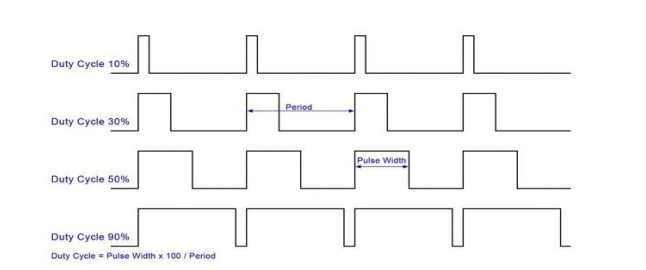 Duty Cycle 10%
Period
Duty Cycle 30%
Pulse Width
Duty Cycle 50%
Duty Cycle 90%
Duty Cycle = Pulse Width x 100 / Period